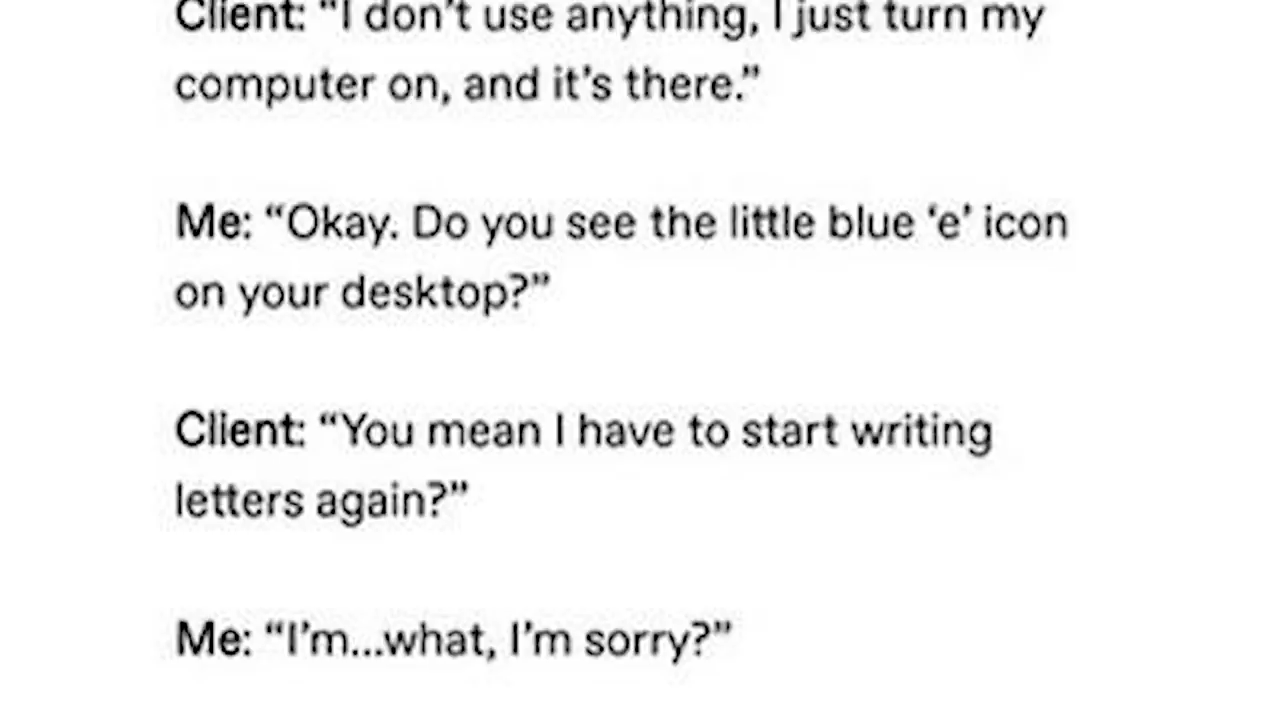 Client: “I don’t use anything, I just turn my
computer on, and it’s there.”
Me: “Okay. Do you see the little blue ‘e’ icon
on your desktop?”
Client: “You mean I have to start writing
letters again?”
Me: “I’m...what, I’m sorry?”